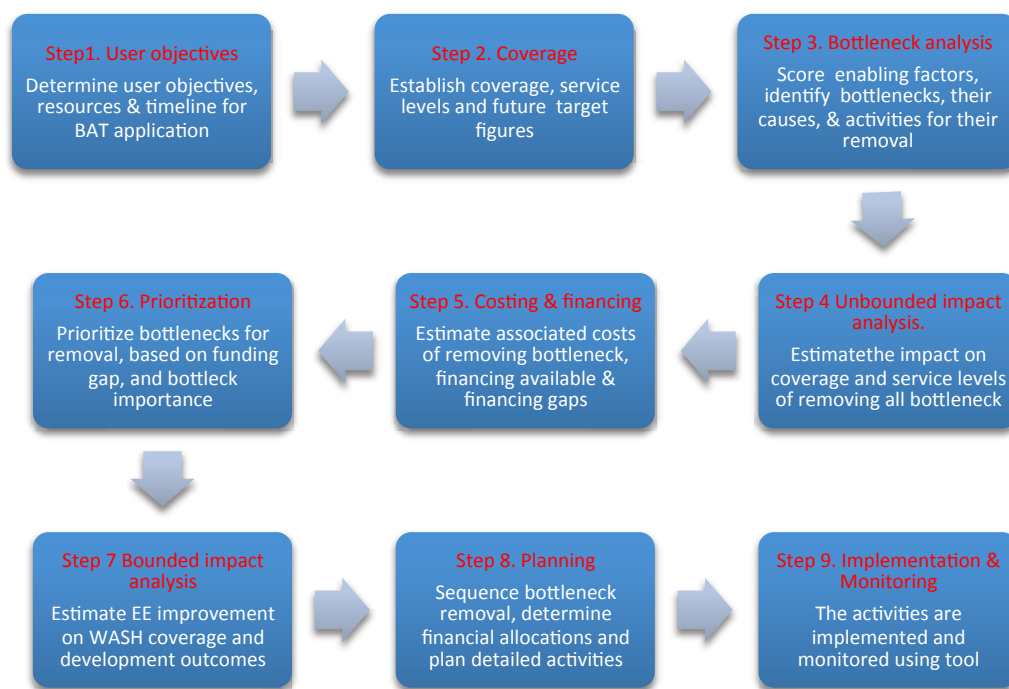 Step1. User objectives
Determine user objectives,
resources & timeline for
BAT application
Step 2. Coverage
Establish coverage, service
levels and future target
figures
Step 3. Bottleneck analysis
Score enabling factors,
identify bottlenecks, their
causes, & activities for their
removal
Step 4 Unbounded impact
analysis.
Estimatethe impact on
coverage and service levels
of removing all bottleneck
Step 5. Costing & financing
Estimate associated costs
of removing bottleneck,
financing available &
financing gaps
Step 6. Prioritization
Prioritize bottlenecks for
removal, based on funding
gap, and bottleck
importance
Step 7 Bounded impact
analysis
Estimate EE improvement
on WASH coverage and
development outcomes
Step 8. Planning
Sequence bottleneck
removal, determine
financial allocations and
plan detailed activities
Step 9. Implementation &
Monitoring
The activities are
implemented and
monitored using tool